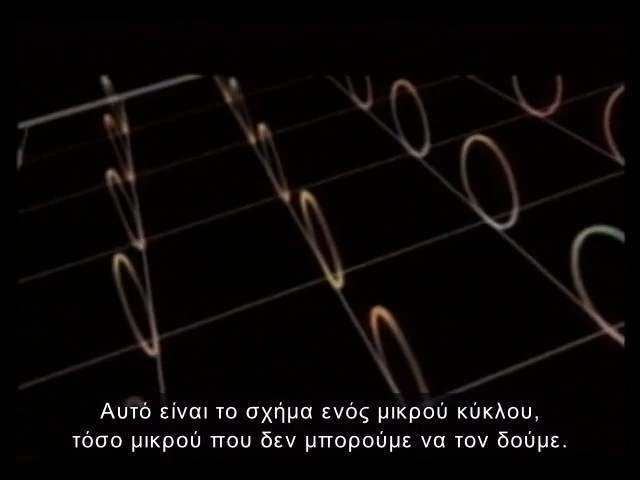 Αυτό είναι το σχήμα ενός μικρού κύκλου,
τόσο μικρού που δεν μπορούμε να τον δούμε.